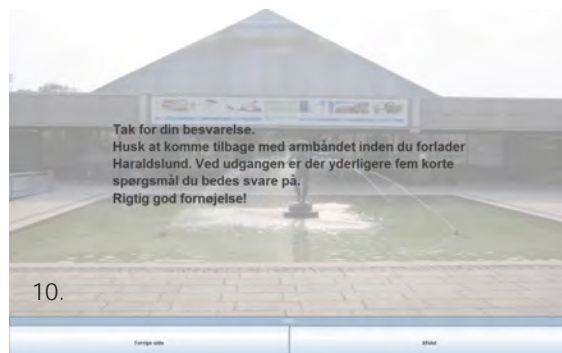 Tak for din besvarelse.
Husk at komme tilbage med armbåndet inden du forlader
Haraldslund. Ved udgangen er der yderligere fem korte
spørgsmål du bedes svare på.
Rigtig god fornøjelse!
10.
Forrige side
Afslut